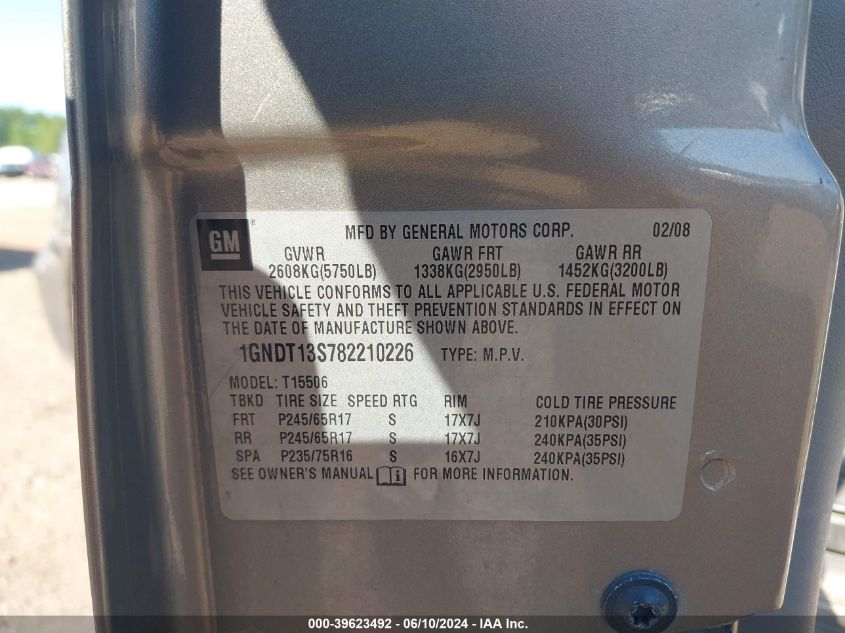 GM ® MFD BY GENERAL MOTORS CORP. 02/08
GVWR GAWR FRT GAWR RR
2608KG(5750LB) 1338KG(2950LB) 1452KG(3200LB)
THIS VEHICLE CONFORMS TO ALL APPLICABLE U.S. FEDERAL MOTOR
VEHICLE SAFETY AND THEFT PREVENTION STANDARDS IN EFFECT ON
THE DATE OF MANUFACTURE SHOWN ABOVE.
1GNDT13S782210226 TYPE: M.P.V.
MODEL: T15506
TBKD TIRE SIZE SPEED RTG RIM COLD TIRE PRESSURE
FRT P245/65R17 S 17X7J 210KPA(30PSI)
RR P245/65R17 S 17X7J 240KPA(35PSI)
SPA P235/75R16 S 16X7J 240KPA(35PSI)
SEE OWNER'S MANUAL FOR MORE INFORMATION.
000-39623492 - 06/10/2024 - IAA Inc.